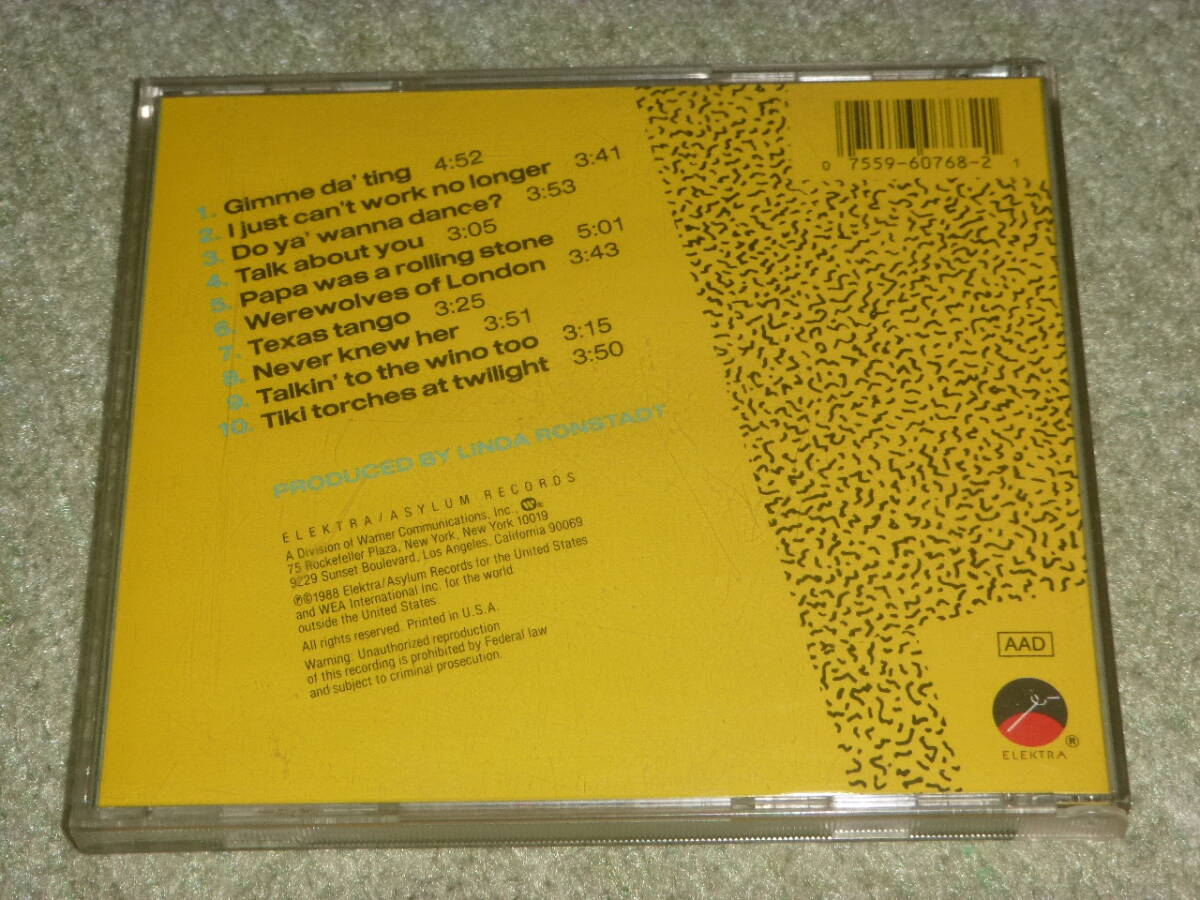 1. Gimme da' ting 4:52
2. I just can't work no longer 3:41
3. Do ya' wanna dance? 3:53
4. Talk about you 3:05
5. Papa was a rolling stone 5:01
6. Werewolves of London 3:43
7. Texas tango 3:25
8. Never knew her 3:51
9. Talkin' to the wino too 3:15
10. Tiki torches at twilight 3:50
PRODUCED BY LINDA RONSTADT
ELEKTRA/ASYLUM RECORDS
A Division of Warner Communications, Inc.,
75 Rockefeller Plaza, New York, New York 10019
9229 Sunset Boulevard, Los Angeles, California 90069
℗©1988 Elektra/Asylum Records for the United States
and WEA International Inc. for the world
outside the United States.
All rights reserved. Printed in U.S.A.
Warning: Unauthorized reproduction
of this recording is prohibited by Federal law
and subject to criminal prosecution.
0 7559-60768-2 1
AAD
ELEKTRA ®